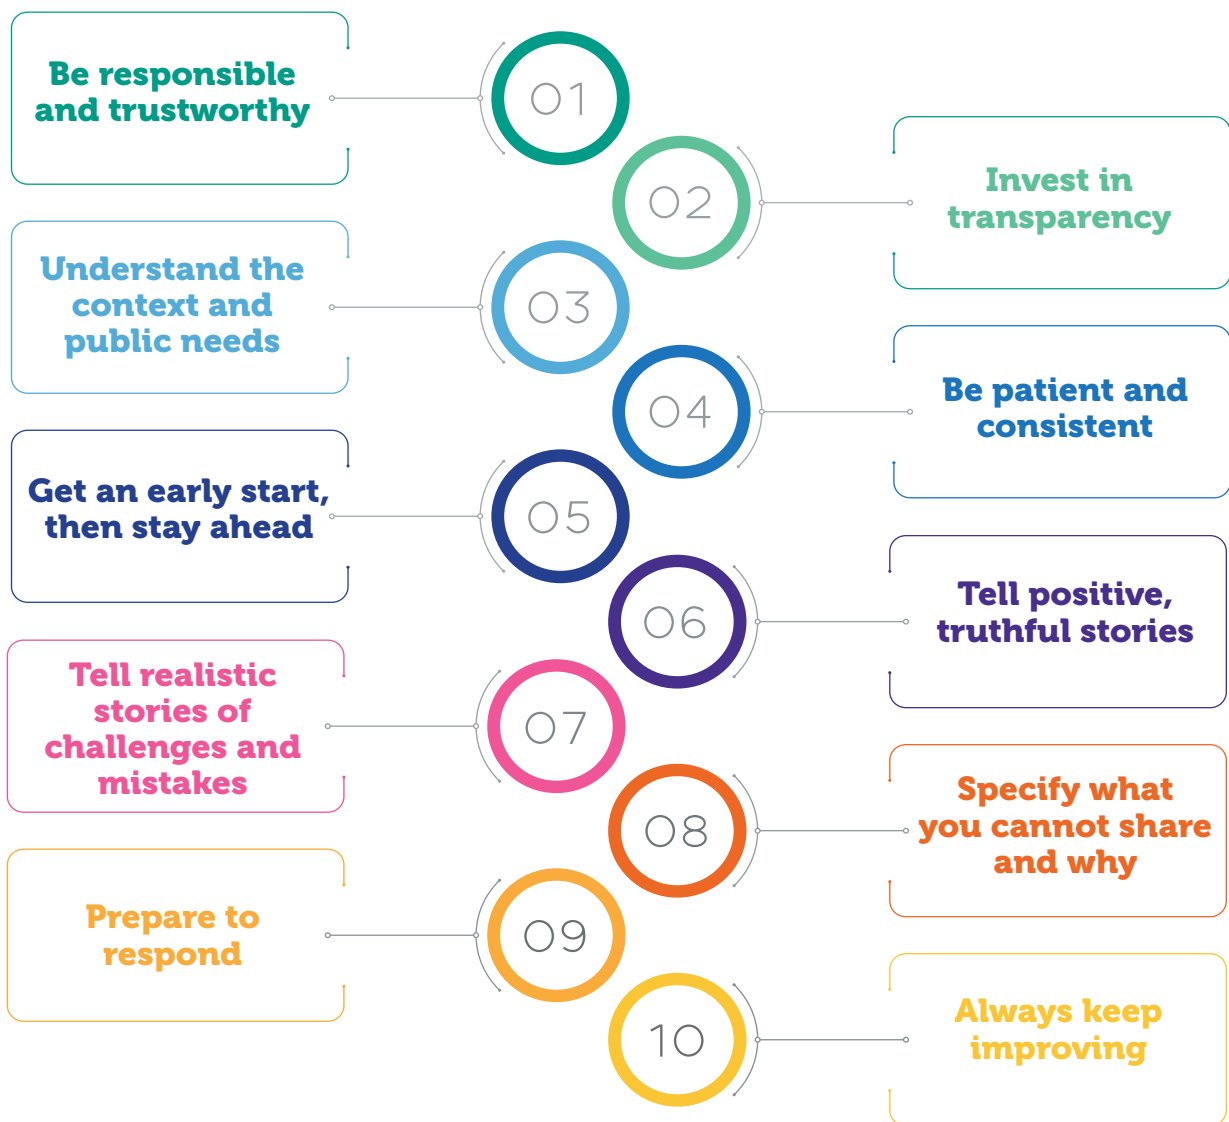 Be responsible
and trustworthy
01
02
Invest in
transparency
Understand the
context and
public needs
03
04
Be patient and
consistent
Get an early start,
then stay ahead
05
06
Tell positive,
truthful stories
Tell realistic
stories of
challenges and
mistakes
07
08
Specify what
you cannot share
and why
Prepare to
respond
09
10
Always keep
improving